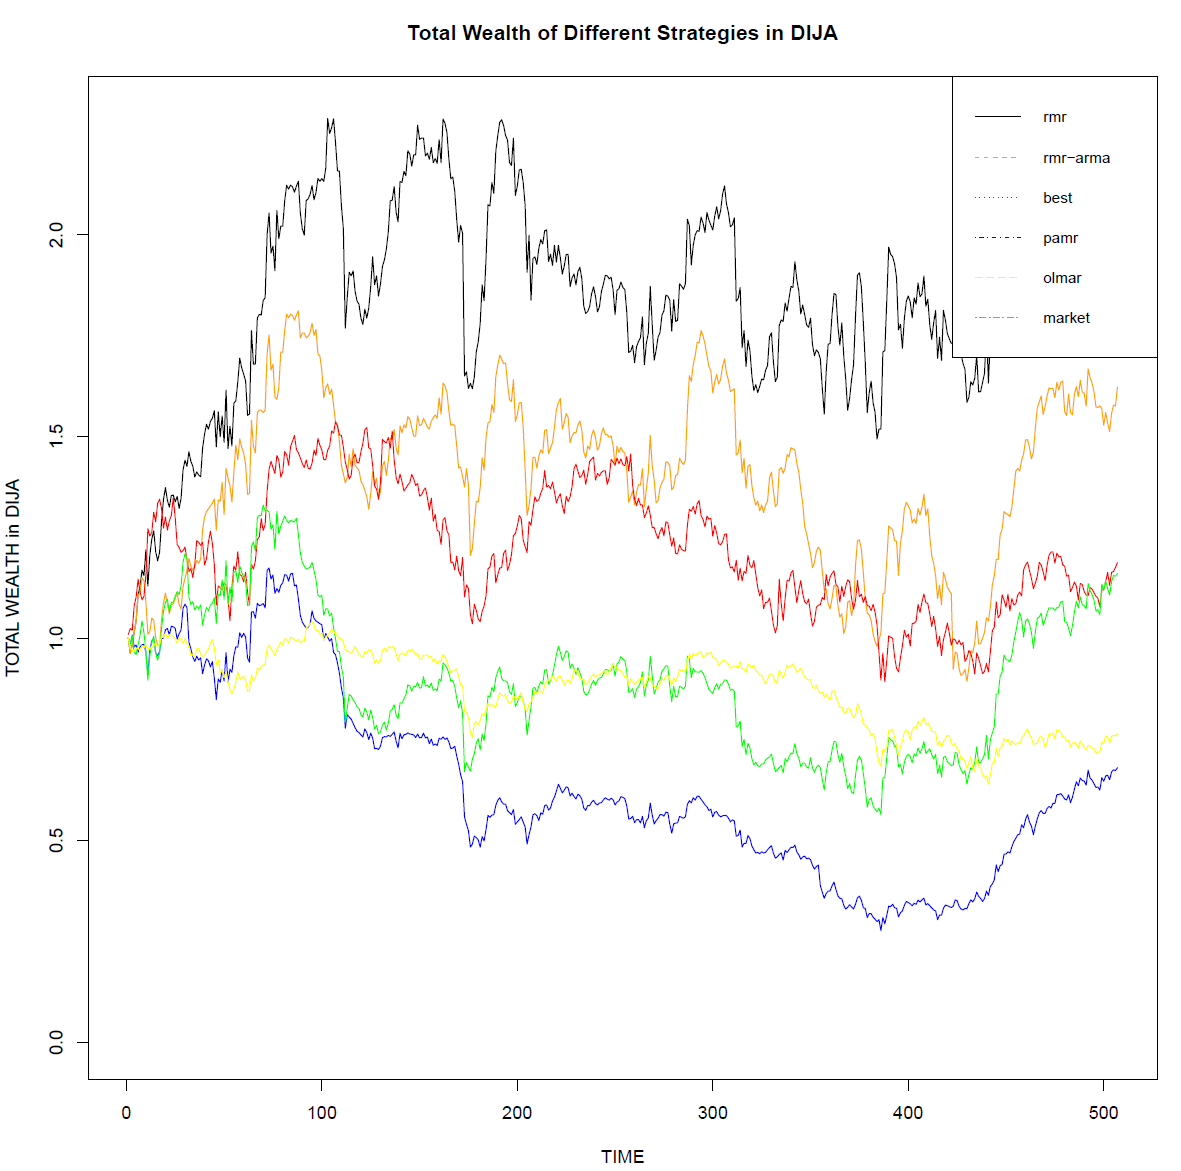 Total Wealth of Different Strategies in DIJA
TOTAL WEALTH in DIJA
2.0
1.5
1.0
0.5
0.0
rmr
rmr−arma
best
pamr
olmar
market
0 100 200 300 400 500
TIME